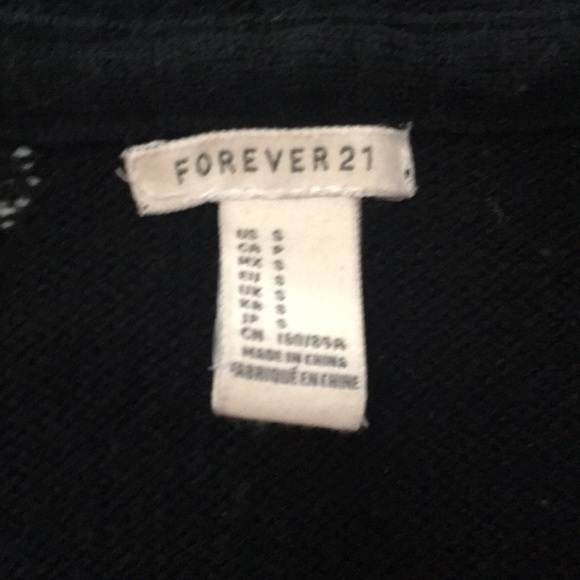 FOREVER 21
US S
CA P
MX S
EU S
UK S
KR S
JP S
CN 160/84A
MADE IN CHINA
FABRIQUÉ EN CHINE